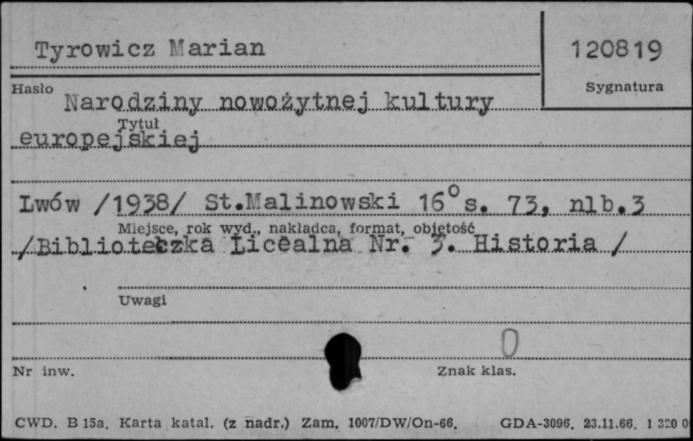 Tyrowicz Marian
120819
Hasło
Sygnatura
Narodziny nowożytnej kultury
Tytuł
europejskiej
Lwów /1938/ St.Malinowski 16° s. 73, nlb.3
Miejsce, rok wyd., nakładca, format, objętość
/Biblioteczka Licealna Nr. 3. Historia /
Uwagi
0
Nr inw.
Znak klas.
CWD. B 15a. Karta katal. (z nadr.) Zam. 1007/DW/On-66. GDA-3096. 23.11.66. 1 320 0